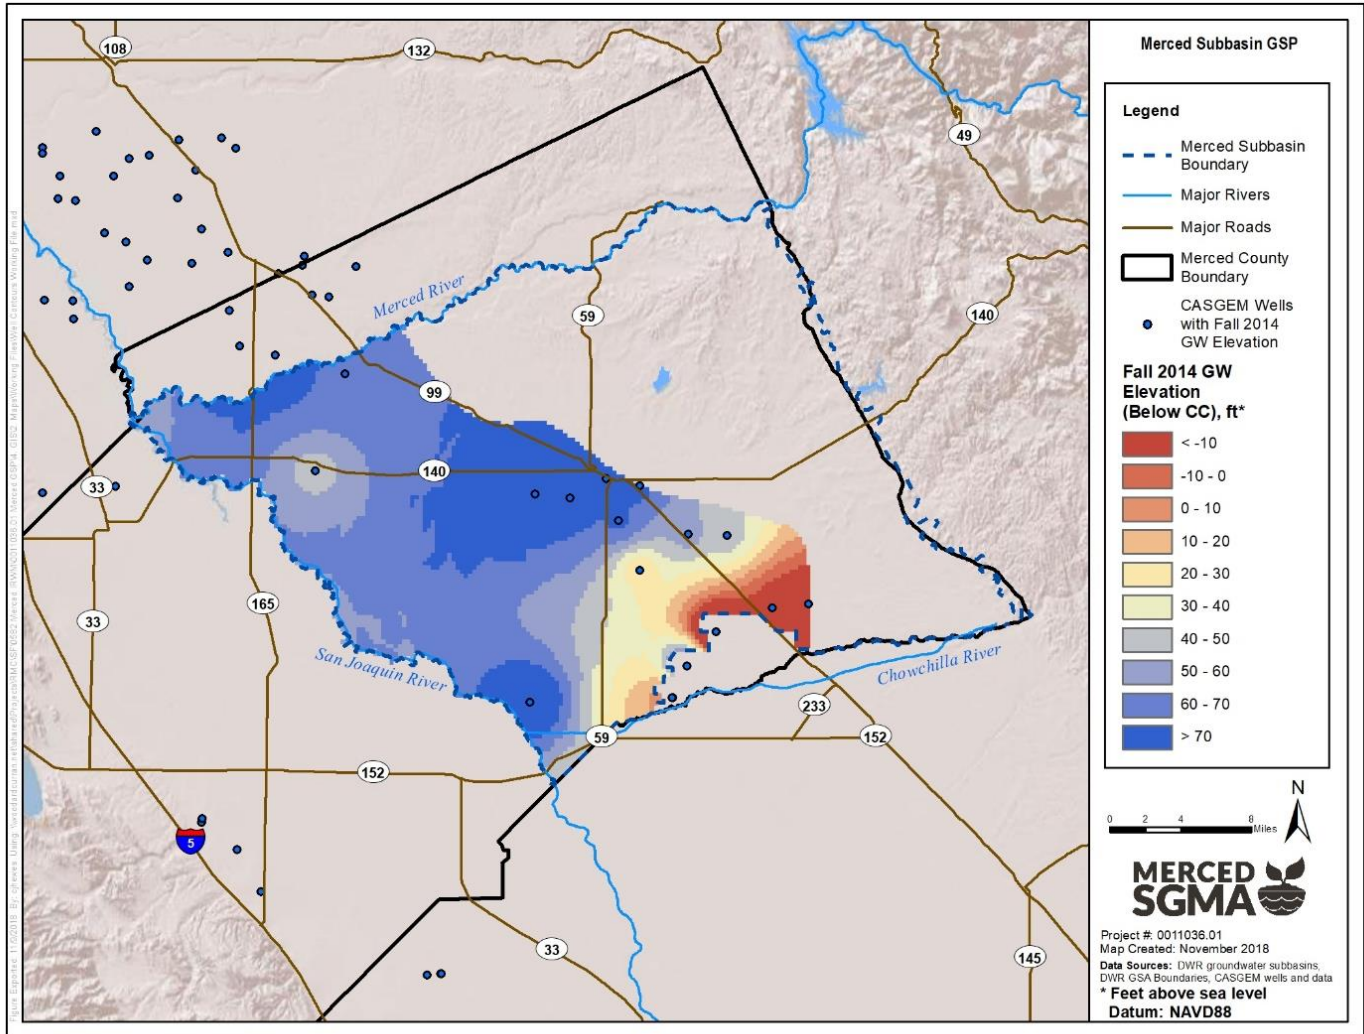 Merced Subbasin GSP
Legend
Merced Subbasin
Boundary
Major Rivers
Major Roads
Merced County
Boundary
CASGEM Wells
with Fall 2014
GW Elevation
Fall 2014 GW
Elevation
(Below CC), ft*
< -10
-10 - 0
0 - 10
10 - 20
20 - 30
30 - 40
40 - 50
50 - 60
60 - 70
> 70
N
0 2 4 8
Miles
MERCED
SGMA
Project #: 0011036.01
Map Created: November 2018
Data Sources: DWR groundwater subbasins,
DWR GSA Boundaries, CASGEM wells and data
* Feet above sea level
Datum: NAVD88
108
132
49
Merced River
59
140
99
140
33
165
33
San Joaquin River
Chowchilla River
233
59
152
152
5
33
145